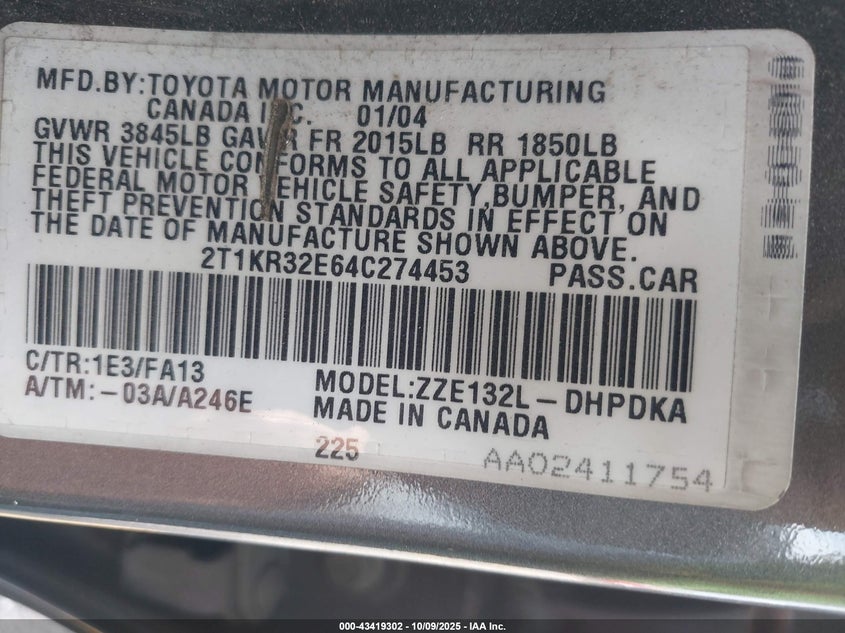 MFD.BY:TOYOTA MOTOR MANUFACTURING
CANADA INC. 01/04
GVWR 3845LB GAWR FR 2015LB RR 1850LB
THIS VEHICLE CONFORMS TO ALL APPLICABLE
FEDERAL MOTOR VEHICLE SAFETY,BUMPER, AND
THEFT PREVENTION STANDARDS IN EFFECT ON
THE DATE OF MANUFACTURE SHOWN ABOVE.
2T1KR32E64C274453 PASS.CAR
C/TR:1E3/FA13
A/TM:-03A/A246E
MODEL:ZZE132L-DHPDKA
MADE IN CANADA
225
AA02411754
000-43419302 | 10/09/2025 - IAA Inc.